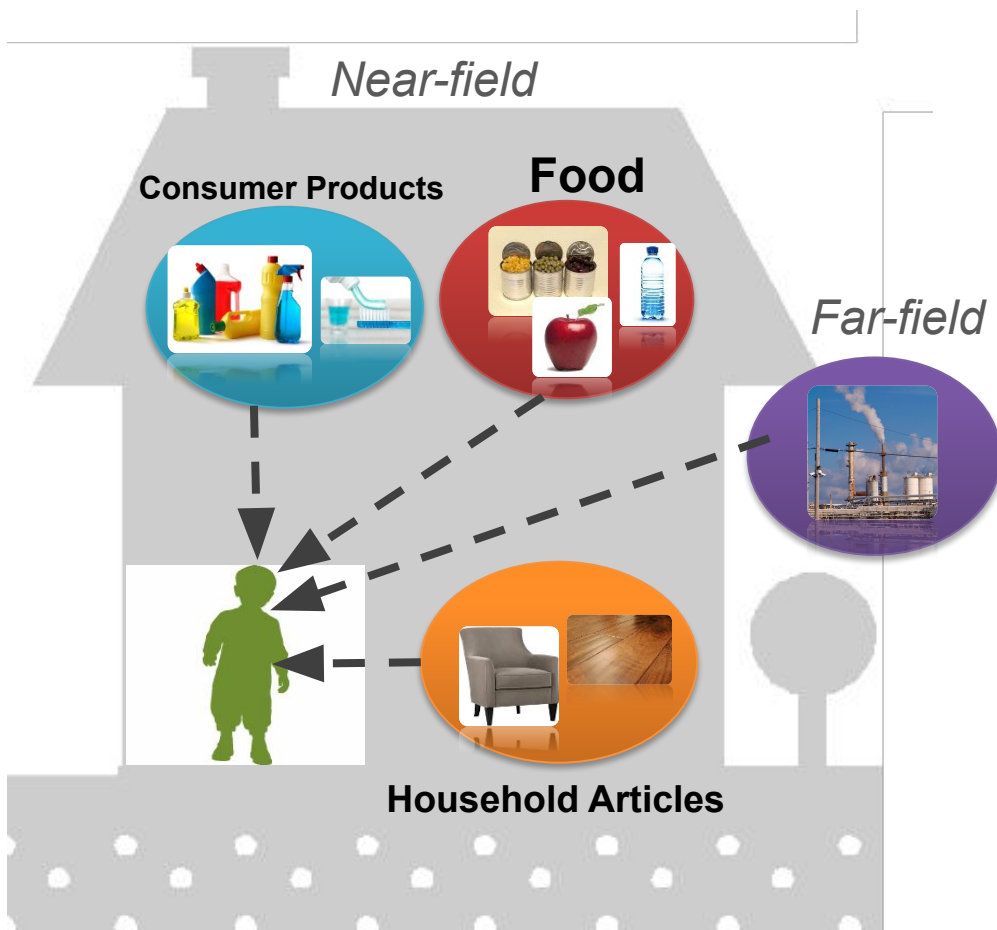 Near-field
Consumer Products
Food
Far-field
Household Articles